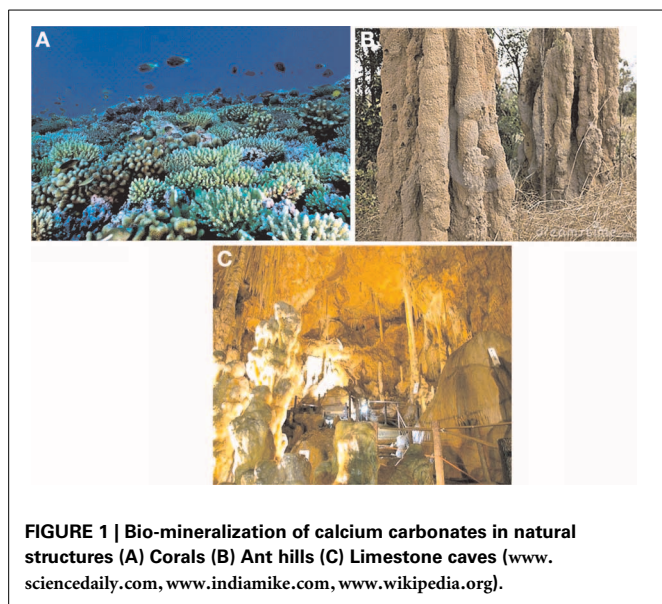 A
B
dreamstime
C
FIGURE 1 | Bio-mineralization of calcium carbonates in natural
structures (A) Corals (B) Ant hills (C) Limestone caves (www.
sciencedaily.com, www.indiamike.com, www.wikipedia.org).